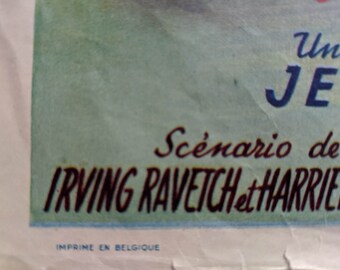 Un
JE
Scénario de
IRVING RAVETCH et HARRIE
IMPRIME EN BELGIQUE